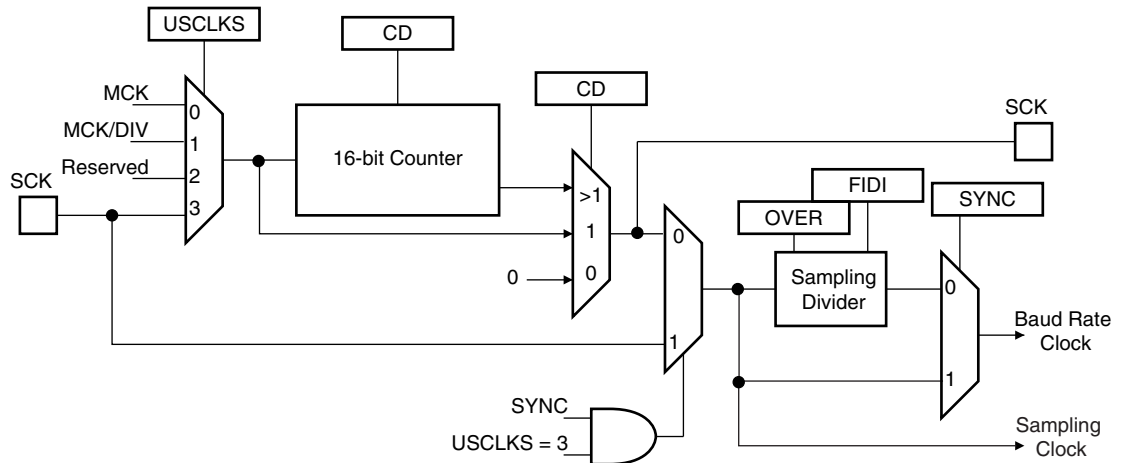 USCLKS
CD
CD
MCK
0
MCK/DIV
1
Reserved
2
SCK
3
16-bit Counter
>1
1
0
0
SCK
FIDI
OVER
SYNC
0
1
Sampling
Divider
0
1
Baud Rate
Clock
SYNC
USCLKS = 3
Sampling
Clock